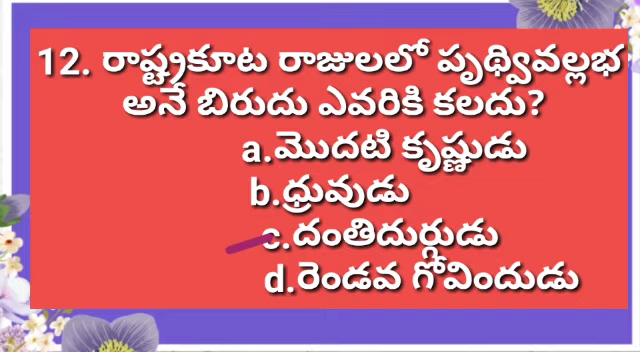 12. రాష్ట్రకూట రాజులలో పృథ్వివల్లభ
అనే బిరుదు ఎవరికి కలదు?
a.మొదటి కృష్ణుడు
b.ధ్రువుడు
c.దంతిదుర్గుడు
d.రెండవ గోవిందుడు